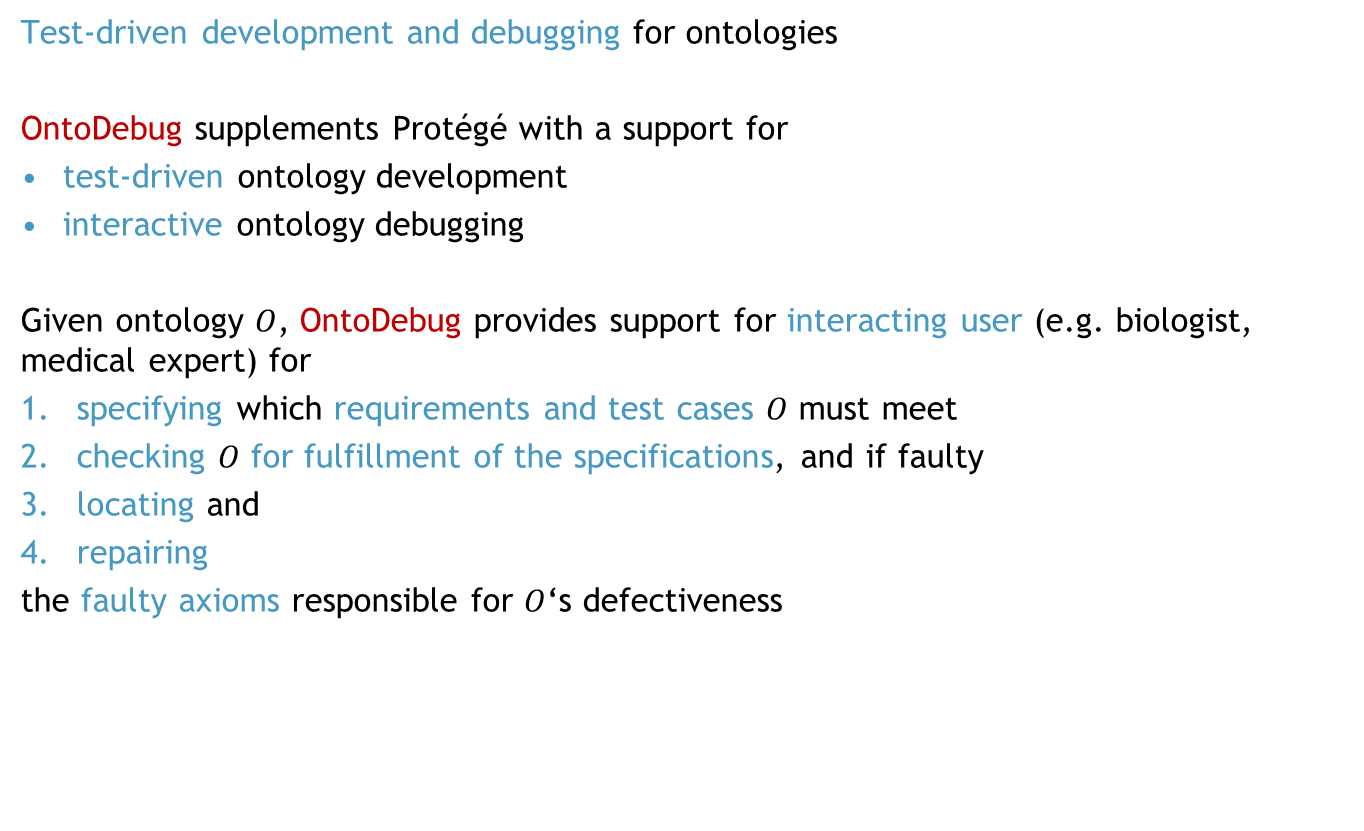 Test-driven development and debugging for ontologies
OntoDebug supplements Protégé with a support for
• test-driven ontology development
• interactive ontology debugging
Given ontology O, OntoDebug provides support for interacting user (e.g. biologist,
medical expert) for
1. specifying which requirements and test cases O must meet
2. checking O for fulfillment of the specifications, and if faulty
3. locating and
4. repairing
the faulty axioms responsible for O‘s defectiveness